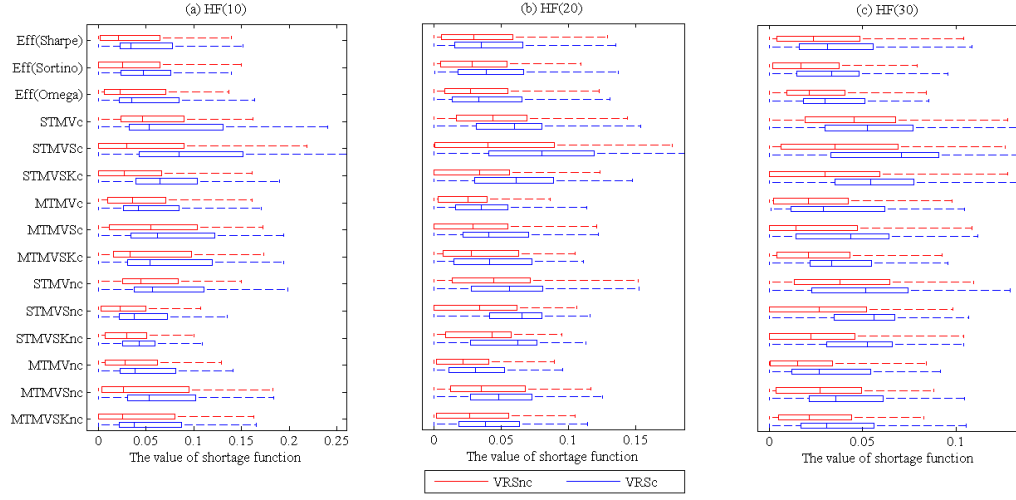 (a) HF(10)
(b) HF(20)
(c) HF(30)
Eff(Sharpe)
Eff(Sortino)
Eff(Omega)
STMVc
STMVSc
STMVSKc
MTMVc
MTMVSc
MTMVSKc
STMVnc
STMVSnc
STMVSKnc
MTMVnc
MTMVSnc
MTMVSKnc
0 0.05 0.1 0.15 0.2 0.25
0 0.05 0.1 0.15
0 0.05 0.1
The value of shortage function
The value of shortage function
The value of shortage function
VRSnc VRSc